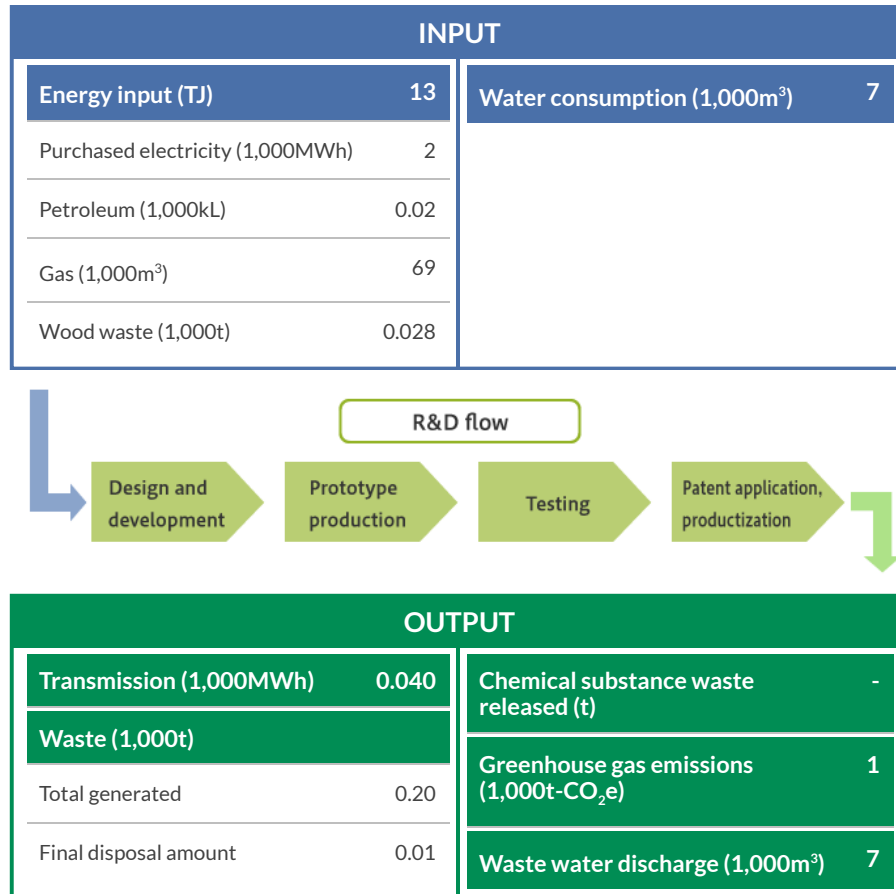 INPUT
Energy input (TJ) 13
Purchased electricity (1,000MWh) 2
Petroleum (1,000kL) 0.02
Gas (1,000m³) 69
Wood waste (1,000t) 0.028
Water consumption (1,000m³) 7
R&D flow
Design and
development
Prototype
production
Testing
Patent application,
productization
OUTPUT
Transmission (1,000MWh) 0.040
Waste (1,000t)
Total generated 0.20
Final disposal amount 0.01
Chemical substance waste -
released (t)
Greenhouse gas emissions 1
(1,000t-CO₂e)
Waste water discharge (1,000m³) 7